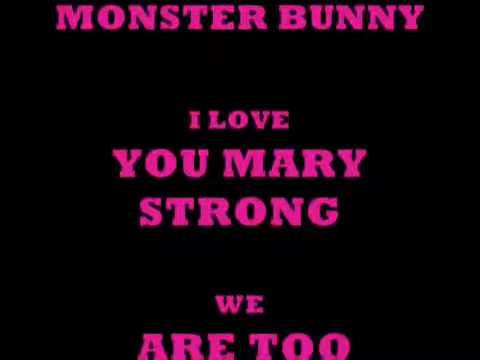 MONSTER BUNNY
I LOVE
YOU MARY
STRONG
WE
ARE TOO